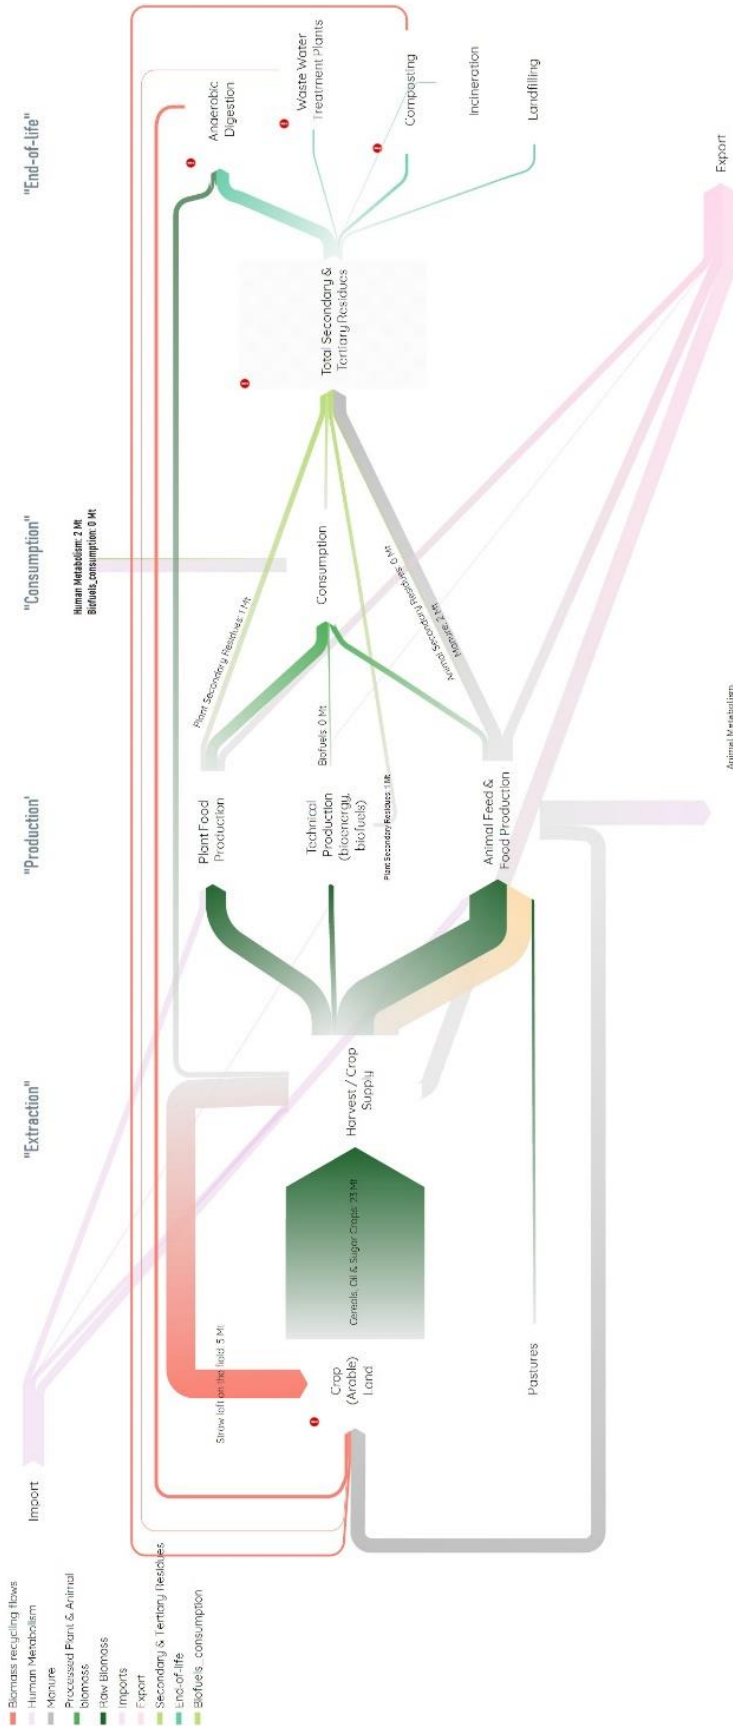 "Extraction"
"Production'
"Consumption"
"End-of-life"
Import
Human Metabolism: 2 Mt
Biofuels_consumption: 0 Mt
Anaerobic
Digestion
Waste Water
Treatment Plants
Composting
Incineration
Landfilling
Straw left on the field: 5 Mt
Plant Food
Production
Plant Secondary Residues: 1 Mt
Total Secondary &
Tertiary Residues
Consumption
Crop
(Arable)
Land
Cereals, Oil & Sugar Crops: 23 Mt
Harvest / Crop
Supply
Technical
Production
(bioenergy,
biofuels)
Biofuels: 0 Mt
Plant Secondary Residues: 1 Mt
Animal Secondary Residues: 0 Mt
Manure: 2 Mt
Pastures
Animal Feed &
Food Production
Export
Animal Metabolism
Biomass recycling flows
Human Metabolism
Manure
Processed Plant & Animal
biomass
Raw Biomass
Imports
Export
Secondary & Tertiary Residues
End-of-life
Biofuels_consumption